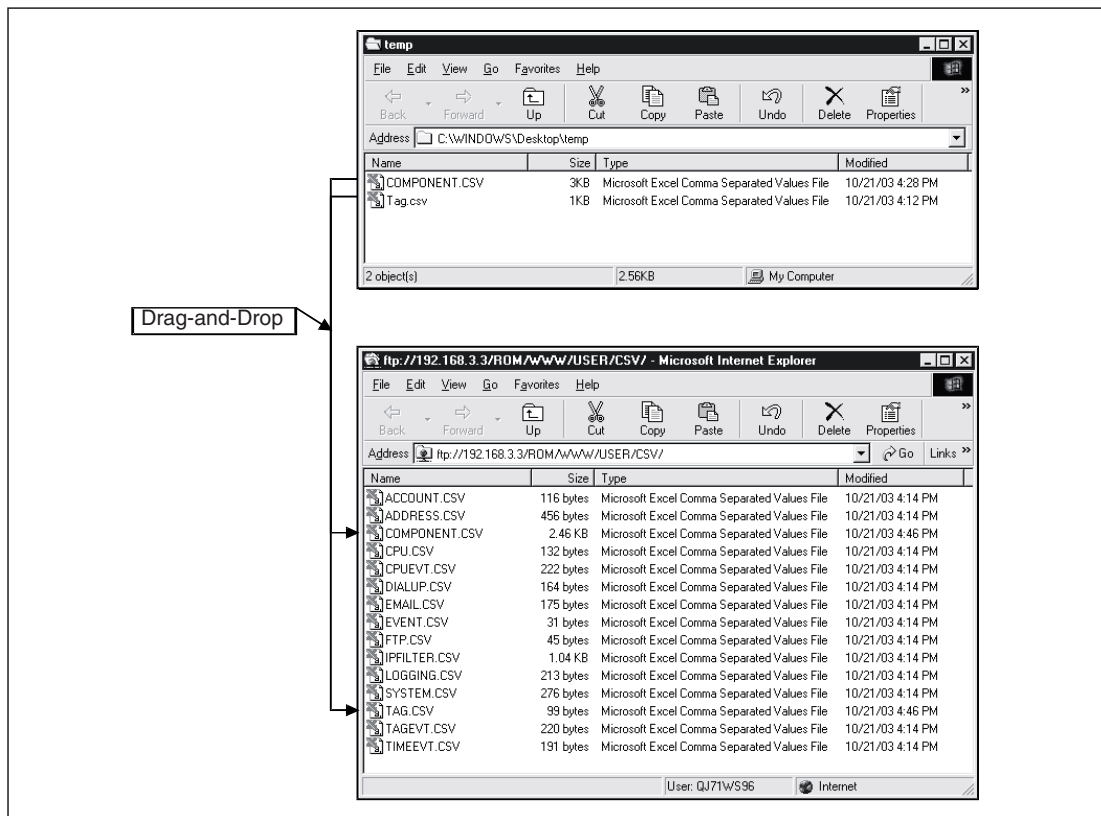 temp
File Edit View Go Favorites Help
Back Forward Up Cut Copy Paste Undo Delete Properties »
Address C:\WINDOWS\Desktop\temp
Name Size Type Modified
COMPONENT.CSV 3KB Microsoft Excel Comma Separated Values File 10/21/03 4:28 PM
Tag.csv 1KB Microsoft Excel Comma Separated Values File 10/21/03 4:12 PM
2 object(s) 2.56KB My Computer
Drag-and-Drop
ftp://192.168.3.3/ROM/WWW/USER/CSV/ - Microsoft Internet Explorer
File Edit View Go Favorites Help
Back Forward Up Cut Copy Paste Undo Delete Properties »
Address ftp://192.168.3.3/ROM/WWW/USER/CSV/ Go Links »
Name Size Type Modified
ACCOUNT.CSV 116 bytes Microsoft Excel Comma Separated Values File 10/21/03 4:14 PM
ADDRESS.CSV 456 bytes Microsoft Excel Comma Separated Values File 10/21/03 4:14 PM
COMPONENT.CSV 2.46 KB Microsoft Excel Comma Separated Values File 10/21/03 4:46 PM
CPU.CSV 132 bytes Microsoft Excel Comma Separated Values File 10/21/03 4:14 PM
CPUEVT.CSV 222 bytes Microsoft Excel Comma Separated Values File 10/21/03 4:14 PM
DIALUP.CSV 164 bytes Microsoft Excel Comma Separated Values File 10/21/03 4:14 PM
EMAIL.CSV 175 bytes Microsoft Excel Comma Separated Values File 10/21/03 4:14 PM
EVENT.CSV 31 bytes Microsoft Excel Comma Separated Values File 10/21/03 4:14 PM
FTP.CSV 45 bytes Microsoft Excel Comma Separated Values File 10/21/03 4:14 PM
IPFILTER.CSV 1.04 KB Microsoft Excel Comma Separated Values File 10/21/03 4:14 PM
LOGGING.CSV 213 bytes Microsoft Excel Comma Separated Values File 10/21/03 4:14 PM
SYSTEM.CSV 276 bytes Microsoft Excel Comma Separated Values File 10/21/03 4:14 PM
TAG.CSV 99 bytes Microsoft Excel Comma Separated Values File 10/21/03 4:46 PM
TAGEVT.CSV 220 bytes Microsoft Excel Comma Separated Values File 10/21/03 4:14 PM
TIMEEVT.CSV 191 bytes Microsoft Excel Comma Separated Values File 10/21/03 4:14 PM
User: QJ71WS96 Internet